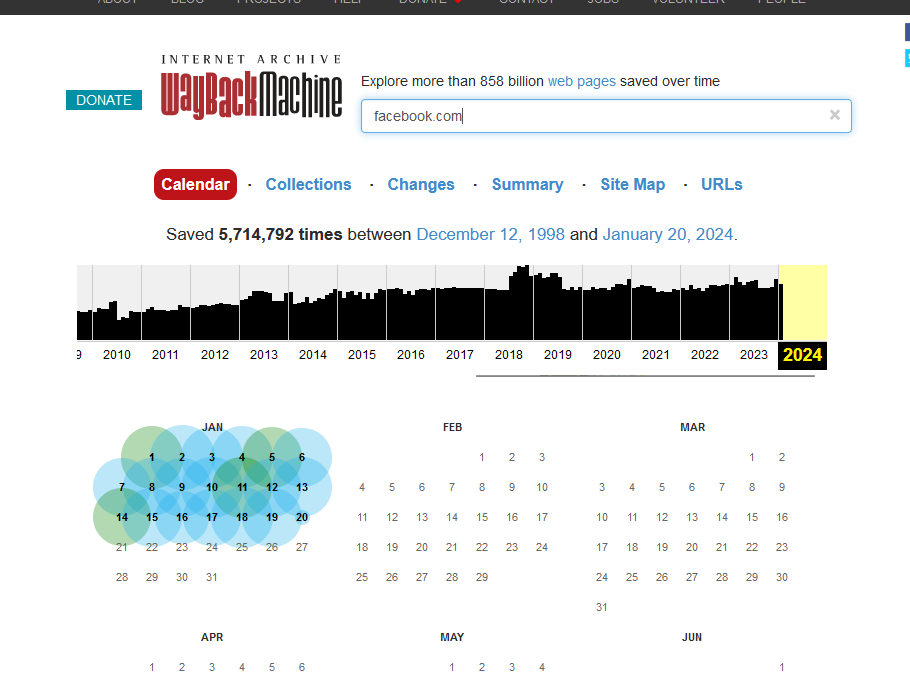 ABOUT BLOG PROJECTS HELP DONATE CONTACT JOBS VOLUNTEER PEOPLE
INTERNET ARCHIVE
WayBackMachine
DONATE
Explore more than 858 billion web pages saved over time
facebook.com
Calendar · Collections · Changes · Summary · Site Map · URLs
Saved 5,714,792 times between December 12, 1998 and January 20, 2024.
9 2010 2011 2012 2013 2014 2015 2016 2017 2018 2019 2020 2021 2022 2023 2024
JAN
1 2 3 4 5 6
7 8 9 10 11 12 13
14 15 16 17 18 19 20
21 22 23 24 25 26 27
28 29 30 31
FEB
1 2 3
4 5 6 7 8 9 10
11 12 13 14 15 16 17
18 19 20 21 22 23 24
25 26 27 28 29
MAR
1 2
3 4 5 6 7 8 9
10 11 12 13 14 15 16
17 18 19 20 21 22 23
24 25 26 27 28 29 30
31
APR
1 2 3 4 5 6
MAY
1 2 3 4
JUN
1